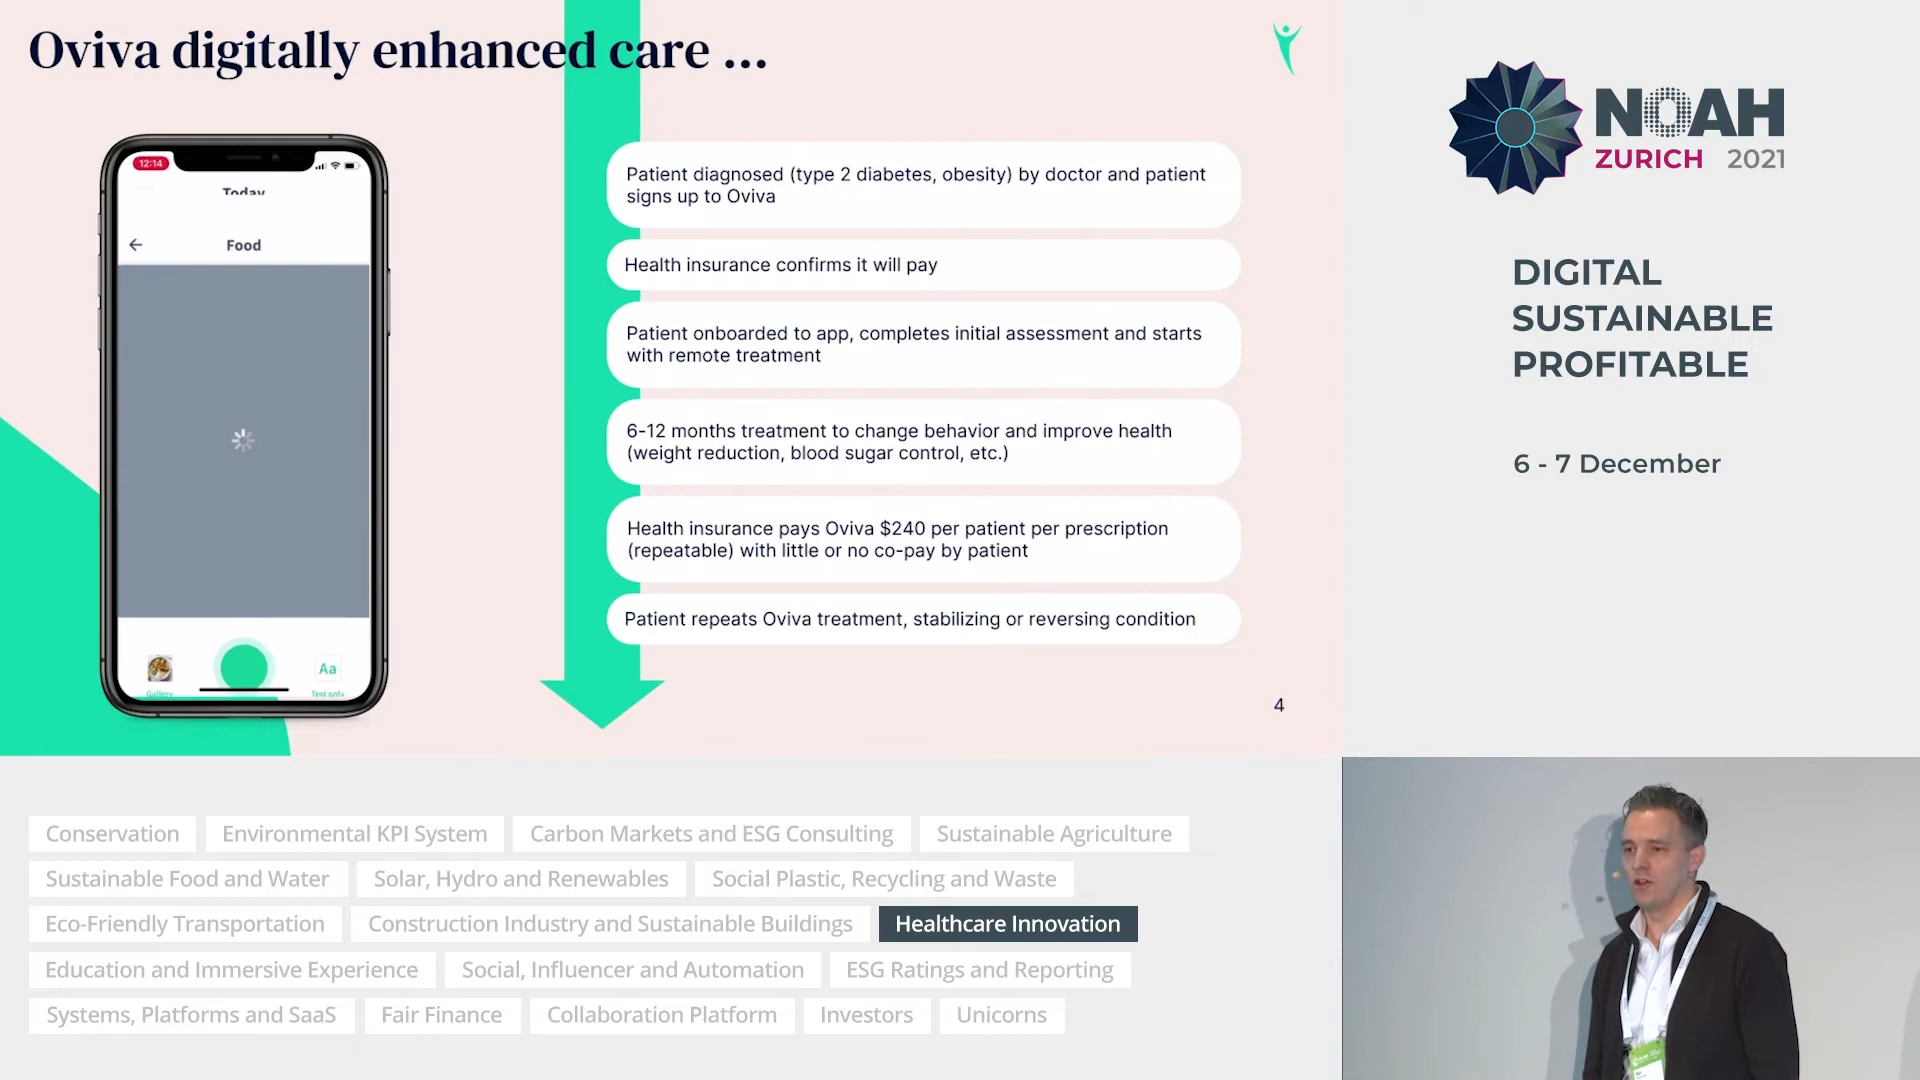 Oviva digitally enhanced care ...
12:14
Today
Food
Gallery
Aa
Text only
Patient diagnosed (type 2 diabetes, obesity) by doctor and patient
signs up to Oviva
Health insurance confirms it will pay
Patient onboarded to app, completes initial assessment and starts
with remote treatment
6-12 months treatment to change behavior and improve health
(weight reduction, blood sugar control, etc.)
Health insurance pays Oviva $240 per patient per prescription
(repeatable) with little or no co-pay by patient
Patient repeats Oviva treatment, stabilizing or reversing condition
4
NOAH
ZURICH 2021
DIGITAL
SUSTAINABLE
PROFITABLE
6 - 7 December
Conservation Environmental KPI System Carbon Markets and ESG Consulting Sustainable Agriculture
Sustainable Food and Water Solar, Hydro and Renewables Social Plastic, Recycling and Waste
Eco-Friendly Transportation Construction Industry and Sustainable Buildings Healthcare Innovation
Education and Immersive Experience Social, Influencer and Automation ESG Ratings and Reporting
Systems, Platforms and SaaS Fair Finance Collaboration Platform Investors Unicorns